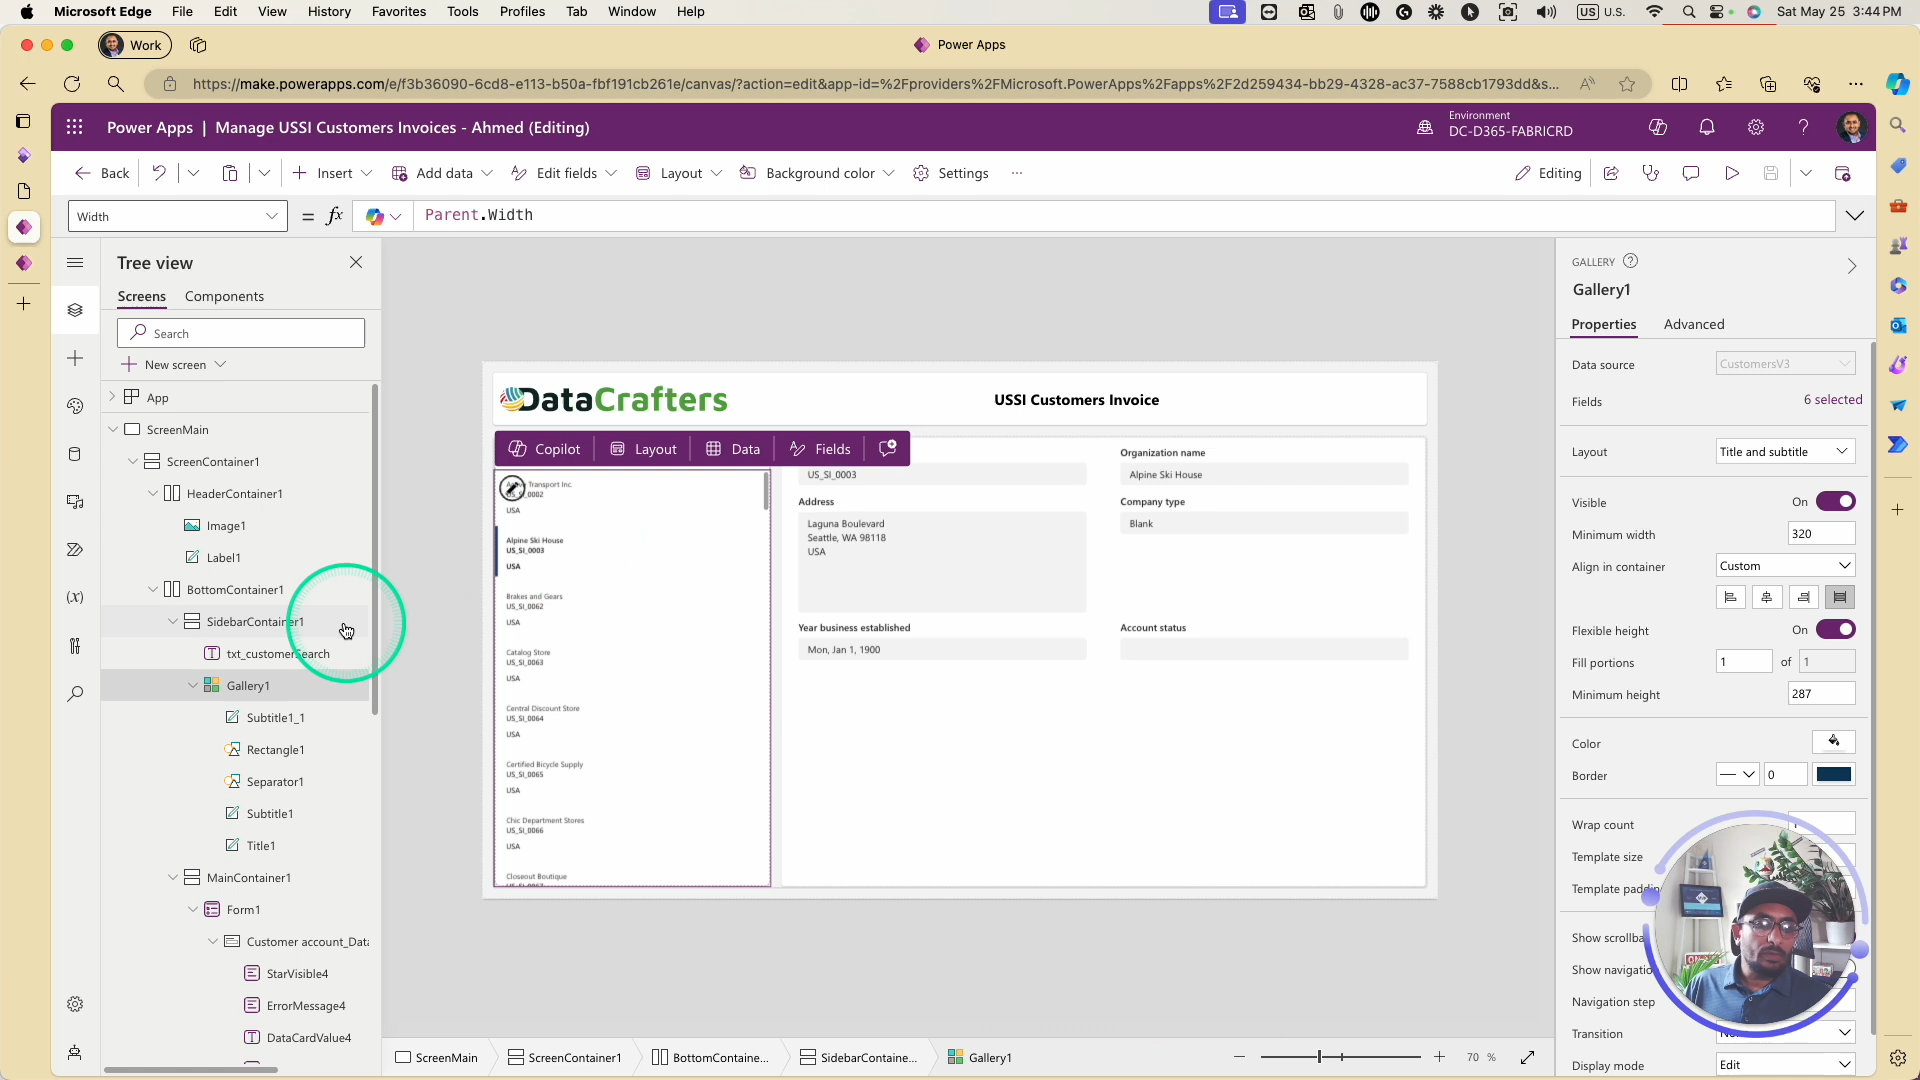 Microsoft Edge File Edit View History Favorites Tools Profiles Tab Window Help
US U.S. Sat May 25 3:44 PM
Work
Power Apps
https://make.powerapps.com/e/f3b36090-6cd8-e113-b50a-fbf191cb261e/canvas/?action=edit&app-id=%2Fproviders%2FMicrosoft.PowerApps%2Fapps%2F2d259434-bb29-4328-ac37-7588cb1793dd&s...
Power Apps | Manage USSI Customers Invoices - Ahmed (Editing)
Environment
DC-D365-FABRICRD
Back Insert Add data Edit fields Layout Background color Settings ... Editing
Width = fx Parent.Width
Tree view
Screens Components
Search
New screen
App
ScreenMain
ScreenContainer1
HeaderContainer1
Image1
Label1
BottomContainer1
SidebarContainer1
txt_customerSearch
Gallery1
Subtitle1_1
Rectangle1
Separator1
Subtitle1
Title1
MainContainer1
Form1
Customer account_Data
StarVisible4
ErrorMessage4
DataCardValue4
DataCrafters
USSI Customers Invoice
Copilot Layout Data Fields
Transport Inc.
US_SI_0002
USA
Alpine Ski House
US_SI_0003
USA
Brakes and Gears
US_SI_0062
USA
Catalog Store
US_SI_0063
USA
Central Discount Store
US_SI_0064
USA
Certified Bicycle Supply
US_SI_0065
USA
Chic Department Stores
US_SI_0066
USA
Closeout Boutique
US_SI_0003
Organization name
Alpine Ski House
Address
Laguna Boulevard
Seattle, WA 98118
USA
Company type
Blank
Year business established
Mon, Jan 1, 1900
Account status
ScreenMain ScreenContainer1 BottomContaine... SidebarContaine... Gallery1
70 %
GALLERY
Gallery1
Properties Advanced
Data source CustomersV3
Fields 6 selected
Layout Title and subtitle
Visible On
Minimum width 320
Align in container Custom
Flexible height On
Fill portions 1 of 1
Minimum height 287
Color
Border 0
Wrap count
Template size
Template paddin
Show scrollba
Show navigatio
Navigation step
Transition
Display mode Edit